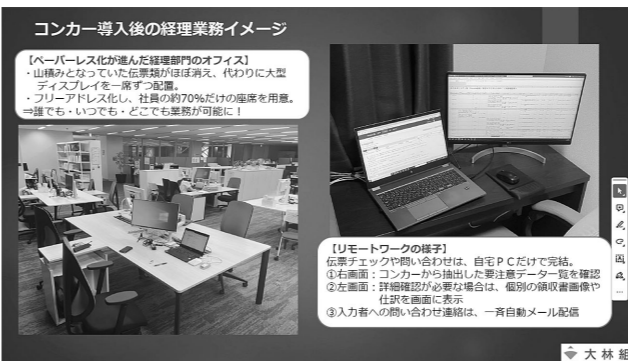 コンカー導入後の経理業務イメージ
【ペーパーレス化が進んだ経理部門のオフィス】
・山積みとなっていた伝票類がほぼ消え、代わりに大型
ディスプレイを一席ずつ配置。
・フリーアドレス化し、社員の約70%だけの座席を用意。
⇒誰でも・いつでも・どこでも業務が可能に！
【リモートワークの様子】
伝票チェックや問い合わせは、自宅ＰＣだけで完結。
①右画面：コンカーから抽出した要注意データ一覧を確認
②左画面：詳細確認が必要な場合は、個別の領収書画像や
仕訳を画面に表示
③入力者への問い合わせ連絡は、一斉自動メール配信
大林組